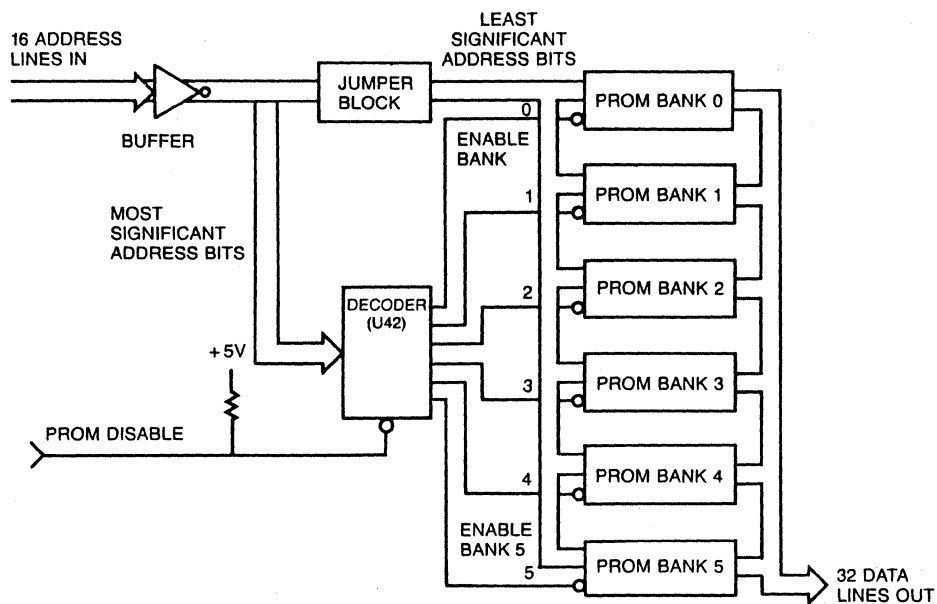 16 ADDRESS
LINES IN
BUFFER
JUMPER
BLOCK
LEAST
SIGNIFICANT
ADDRESS BITS
0
ENABLE
BANK
MOST
SIGNIFICANT
ADDRESS BITS
1
2
3
4
ENABLE
BANK 5
5
DECODER
(U42)
+5V
PROM DISABLE
PROM BANK 0
PROM BANK 1
PROM BANK 2
PROM BANK 3
PROM BANK 4
PROM BANK 5
32 DATA
LINES OUT